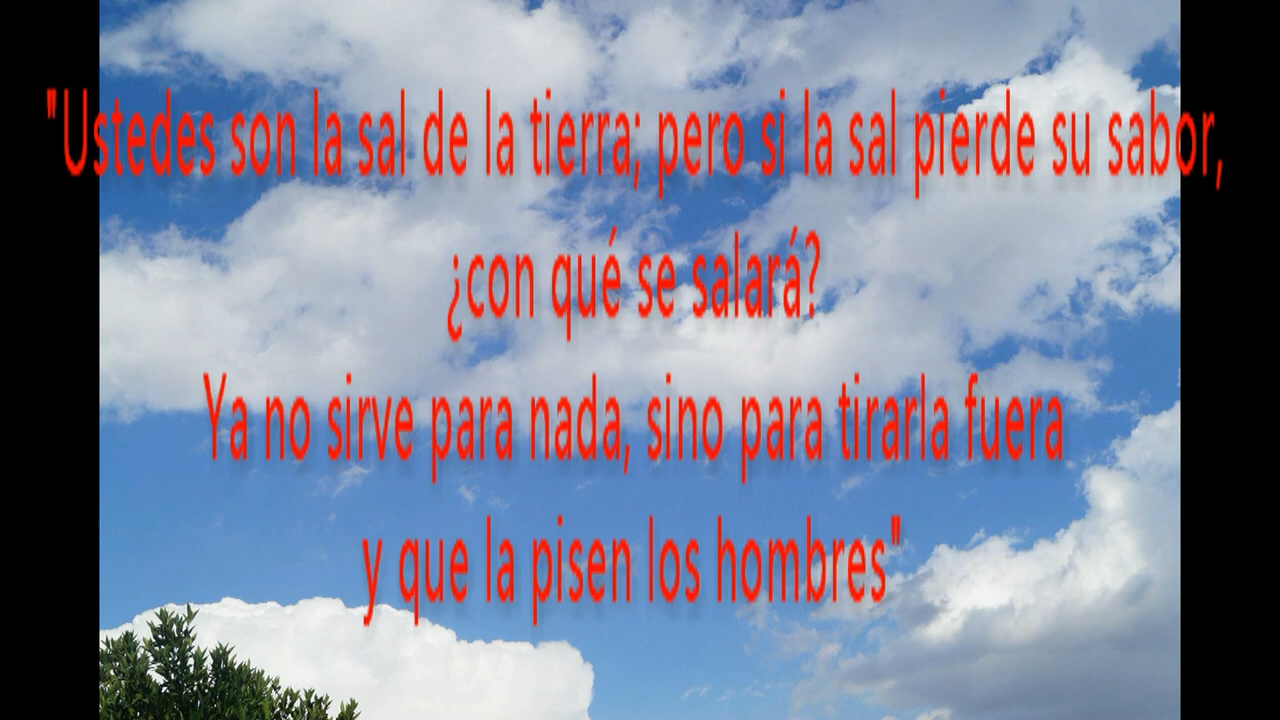 "Ustedes son la sal de la tierra; pero si la sal pierde su sabor,
¿con qué se salará?
Ya no sirve para nada, sino para tirarla fuera
y que la pisen los hombres"